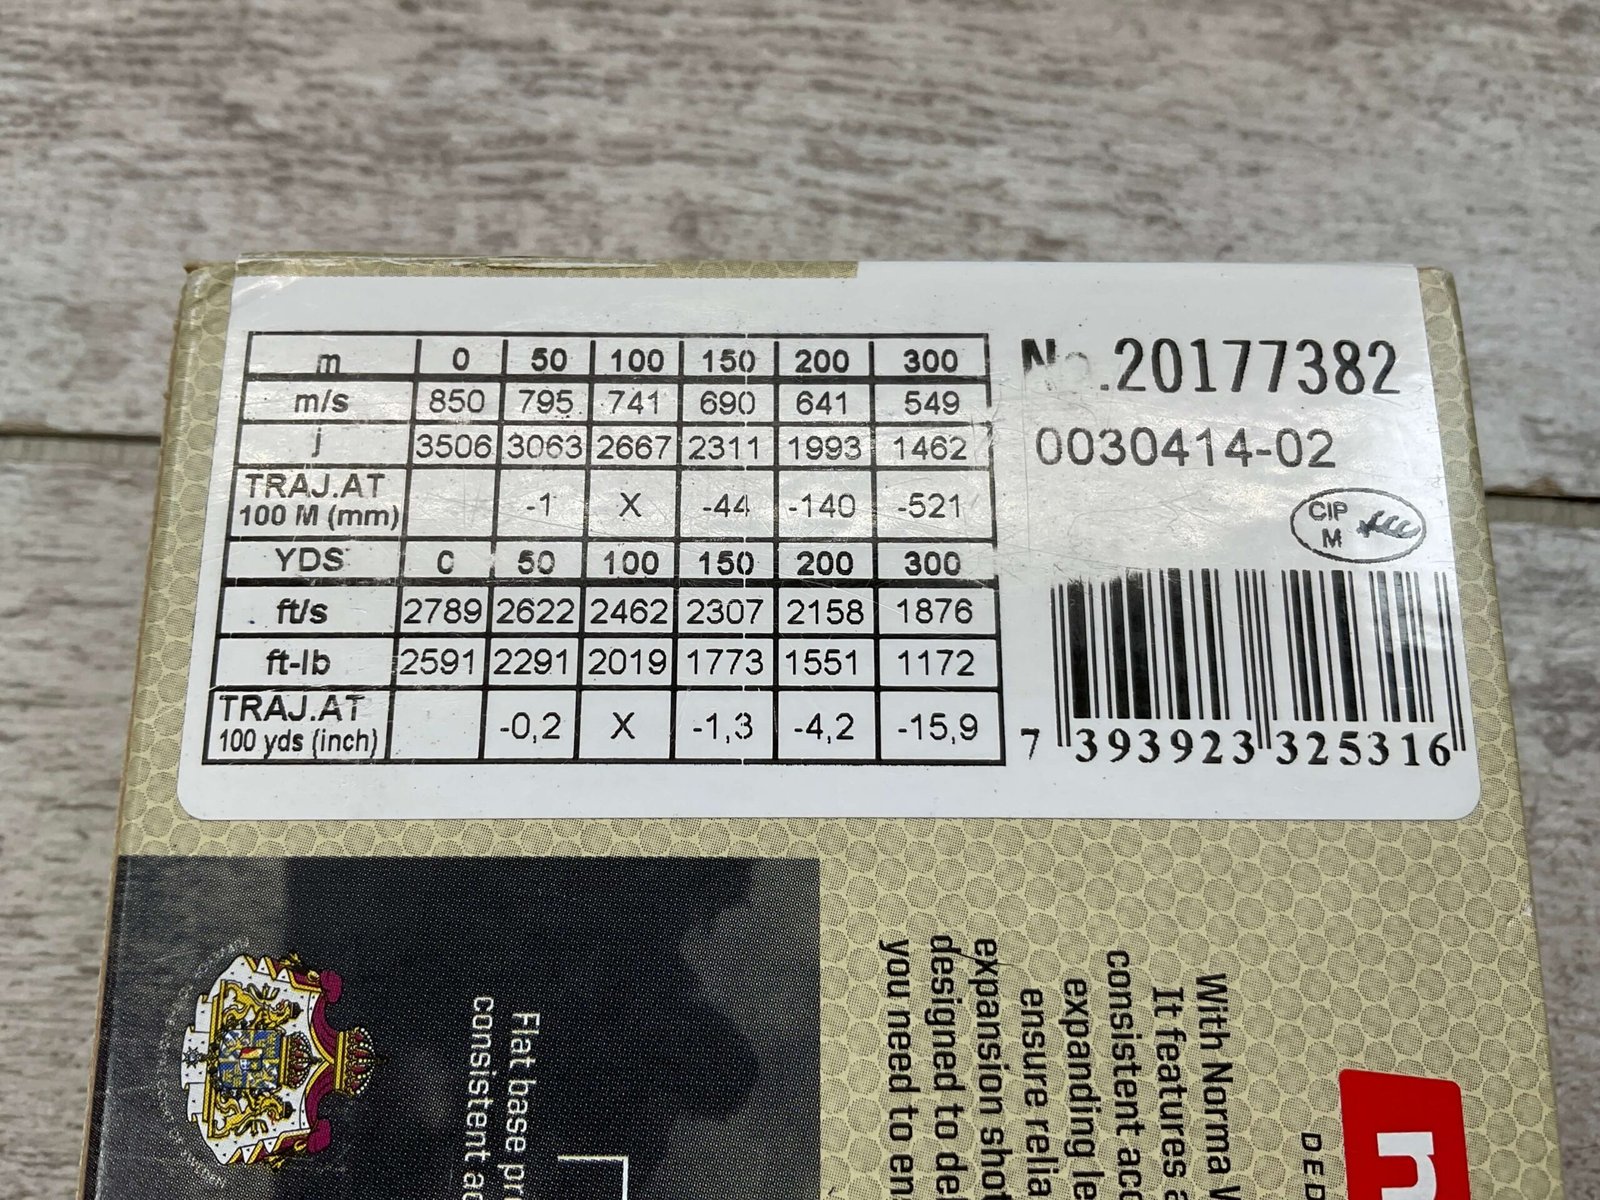 m 0 50 100 150 200 300
m/s 850 795 741 690 641 549
j 3506 3063 2667 2311 1993 1462
TRAJ.AT
100 M (mm) -1 X -44 -140 -521
YDS 0 50 100 150 200 300
ft/s 2789 2622 2462 2307 2158 1876
ft-lb 2591 2291 2019 1773 1551 1172
TRAJ.AT
100 yds (inch) -0,2 X -1,3 -4,2 -15,9
No.20177382
0030414-02
CIP
M
7 393923 325316
Flat base
consistent
With Norma
It features
consistent
expanding
ensure
expansion
designed to
you need to
n